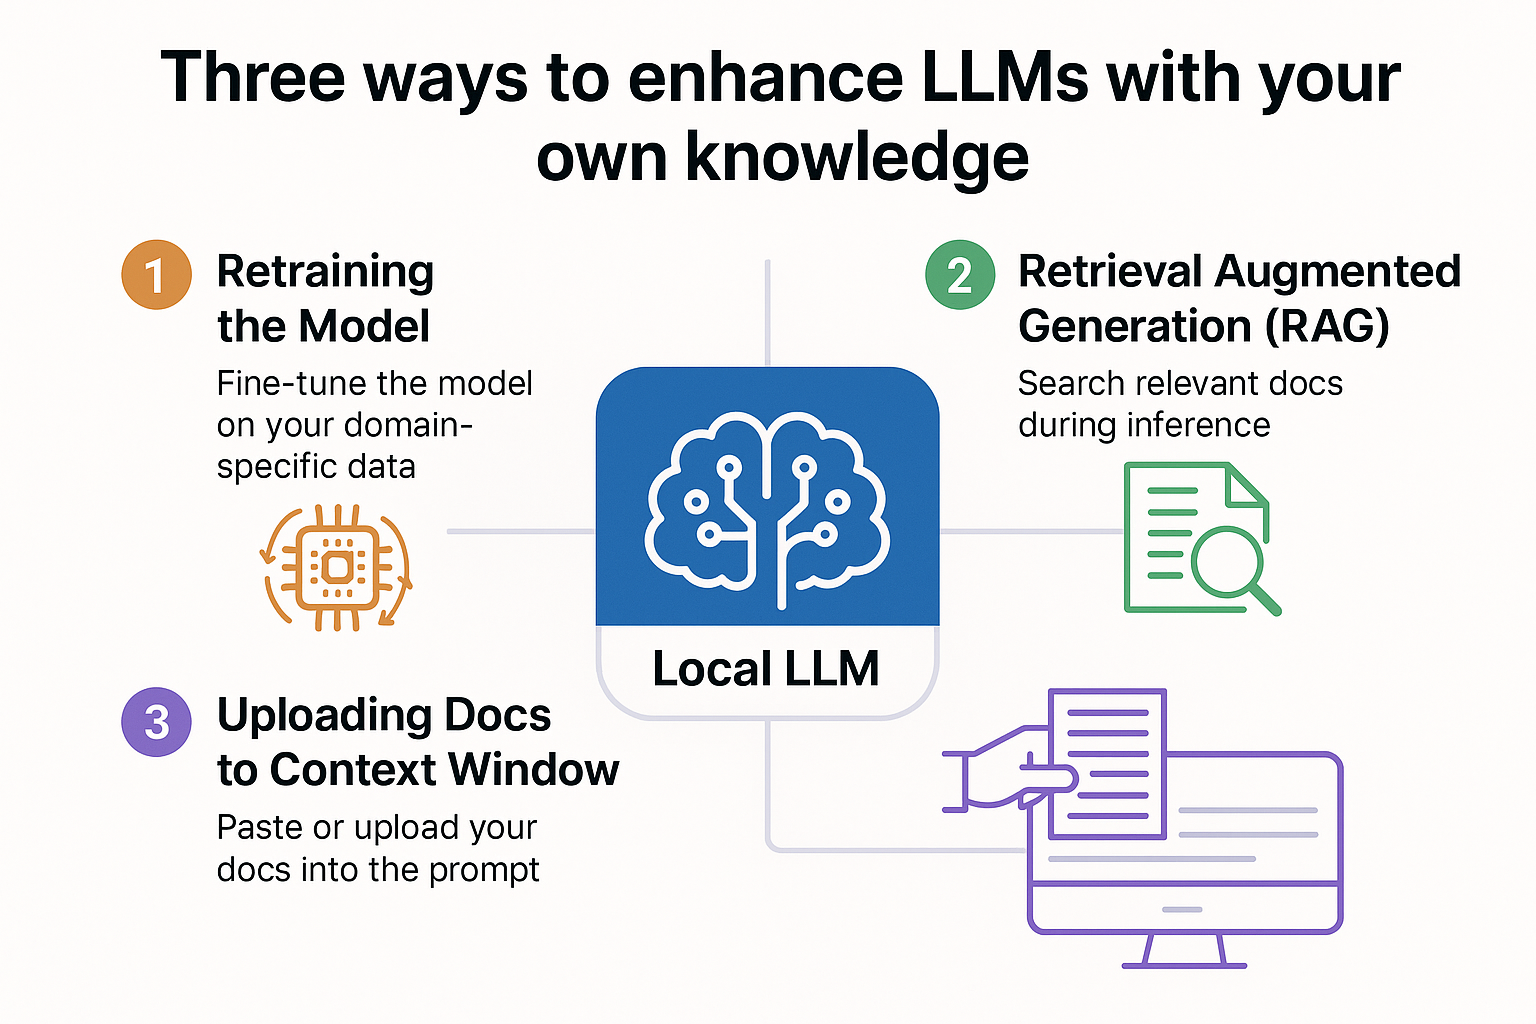 Three ways to enhance LLMs with your
own knowledge
1
Retraining
the Model
Fine-tune the model
on your domain-
specific data
2
Retrieval Augmented
Generation (RAG)
Search relevant docs
during inference
Local LLM
3
Uploading Docs
to Context Window
Paste or upload your
docs into the prompt